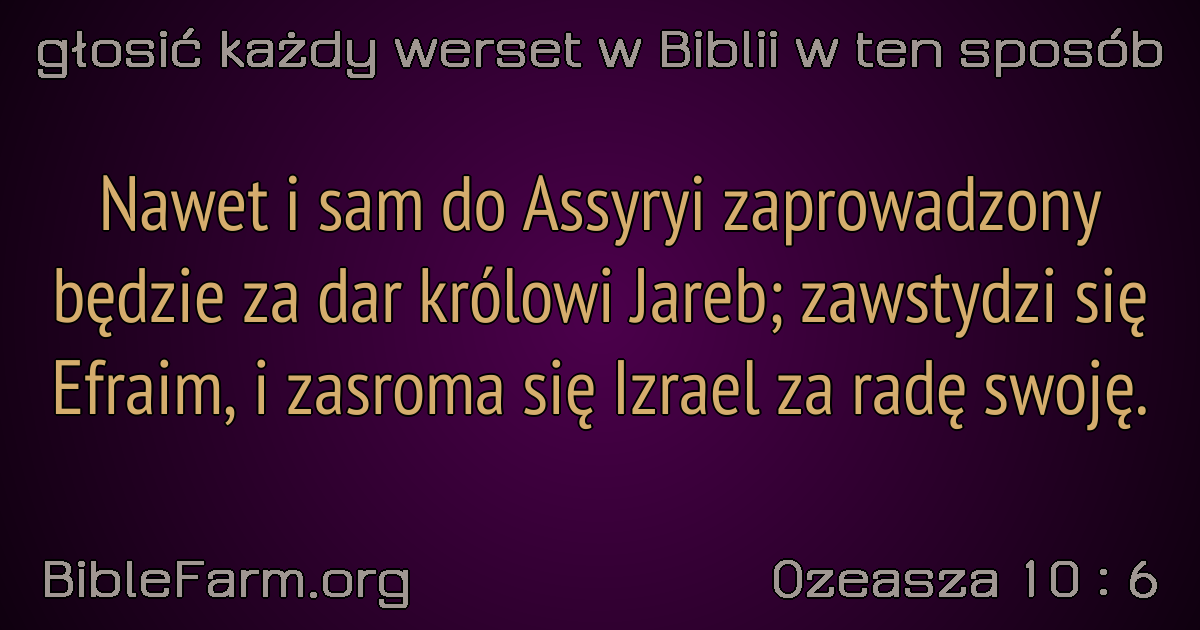 głosić każdy werset w Biblii w ten sposób
Nawet i sam do Assyryi zaprowadzony
będzie za dar królowi Jareb; zawstydzi się
Efraim, i zasroma się Izrael za radę swoję.
BibleFarm.org
Ozeasza 10 : 6